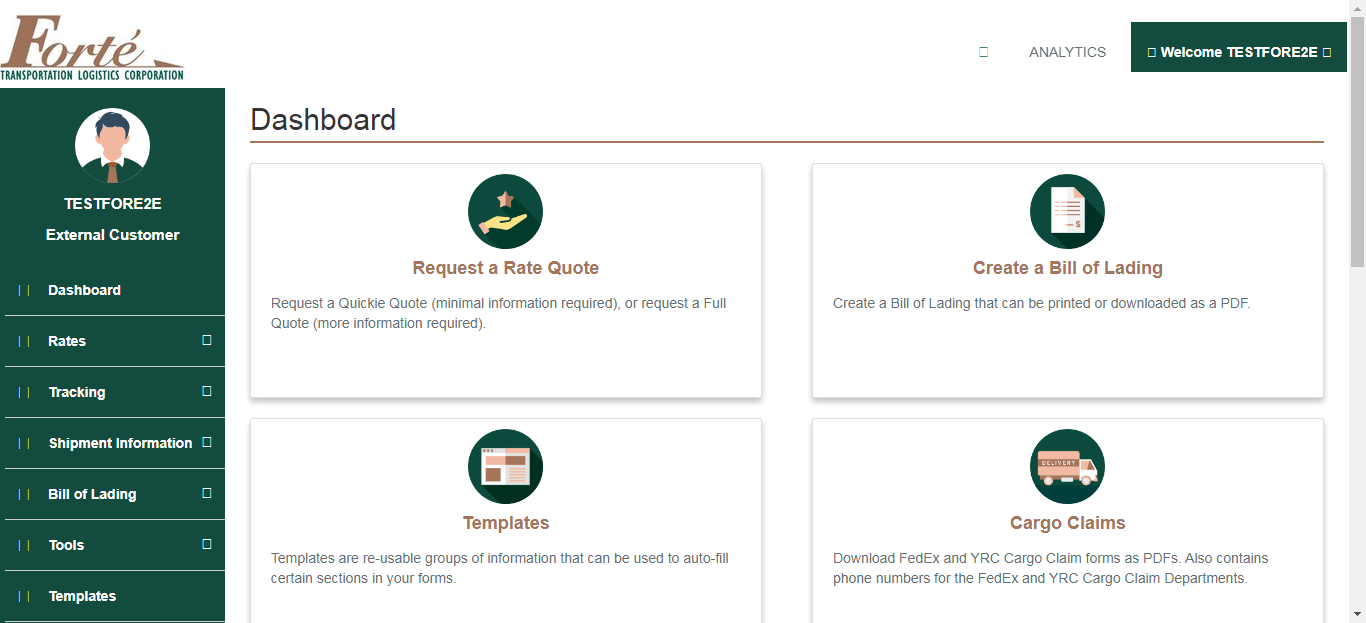 Forté
TRANSPORTATION LOGISTICS CORPORATION
ANALYTICS
Welcome TESTFORE2E
TESTFORE2E
External Customer
Dashboard
Rates
Tracking
Shipment Information
Bill of Lading
Tools
Templates
Dashboard
Request a Rate Quote
Request a Quickie Quote (minimal information required), or request a Full
Quote (more information required).
Create a Bill of Lading
Create a Bill of Lading that can be printed or downloaded as a PDF.
Templates
Templates are re-usable groups of information that can be used to auto-fill
certain sections in your forms.
DELIVERY
Cargo Claims
Download FedEx and YRC Cargo Claim forms as PDFs. Also contains
phone numbers for the FedEx and YRC Cargo Claim Departments.